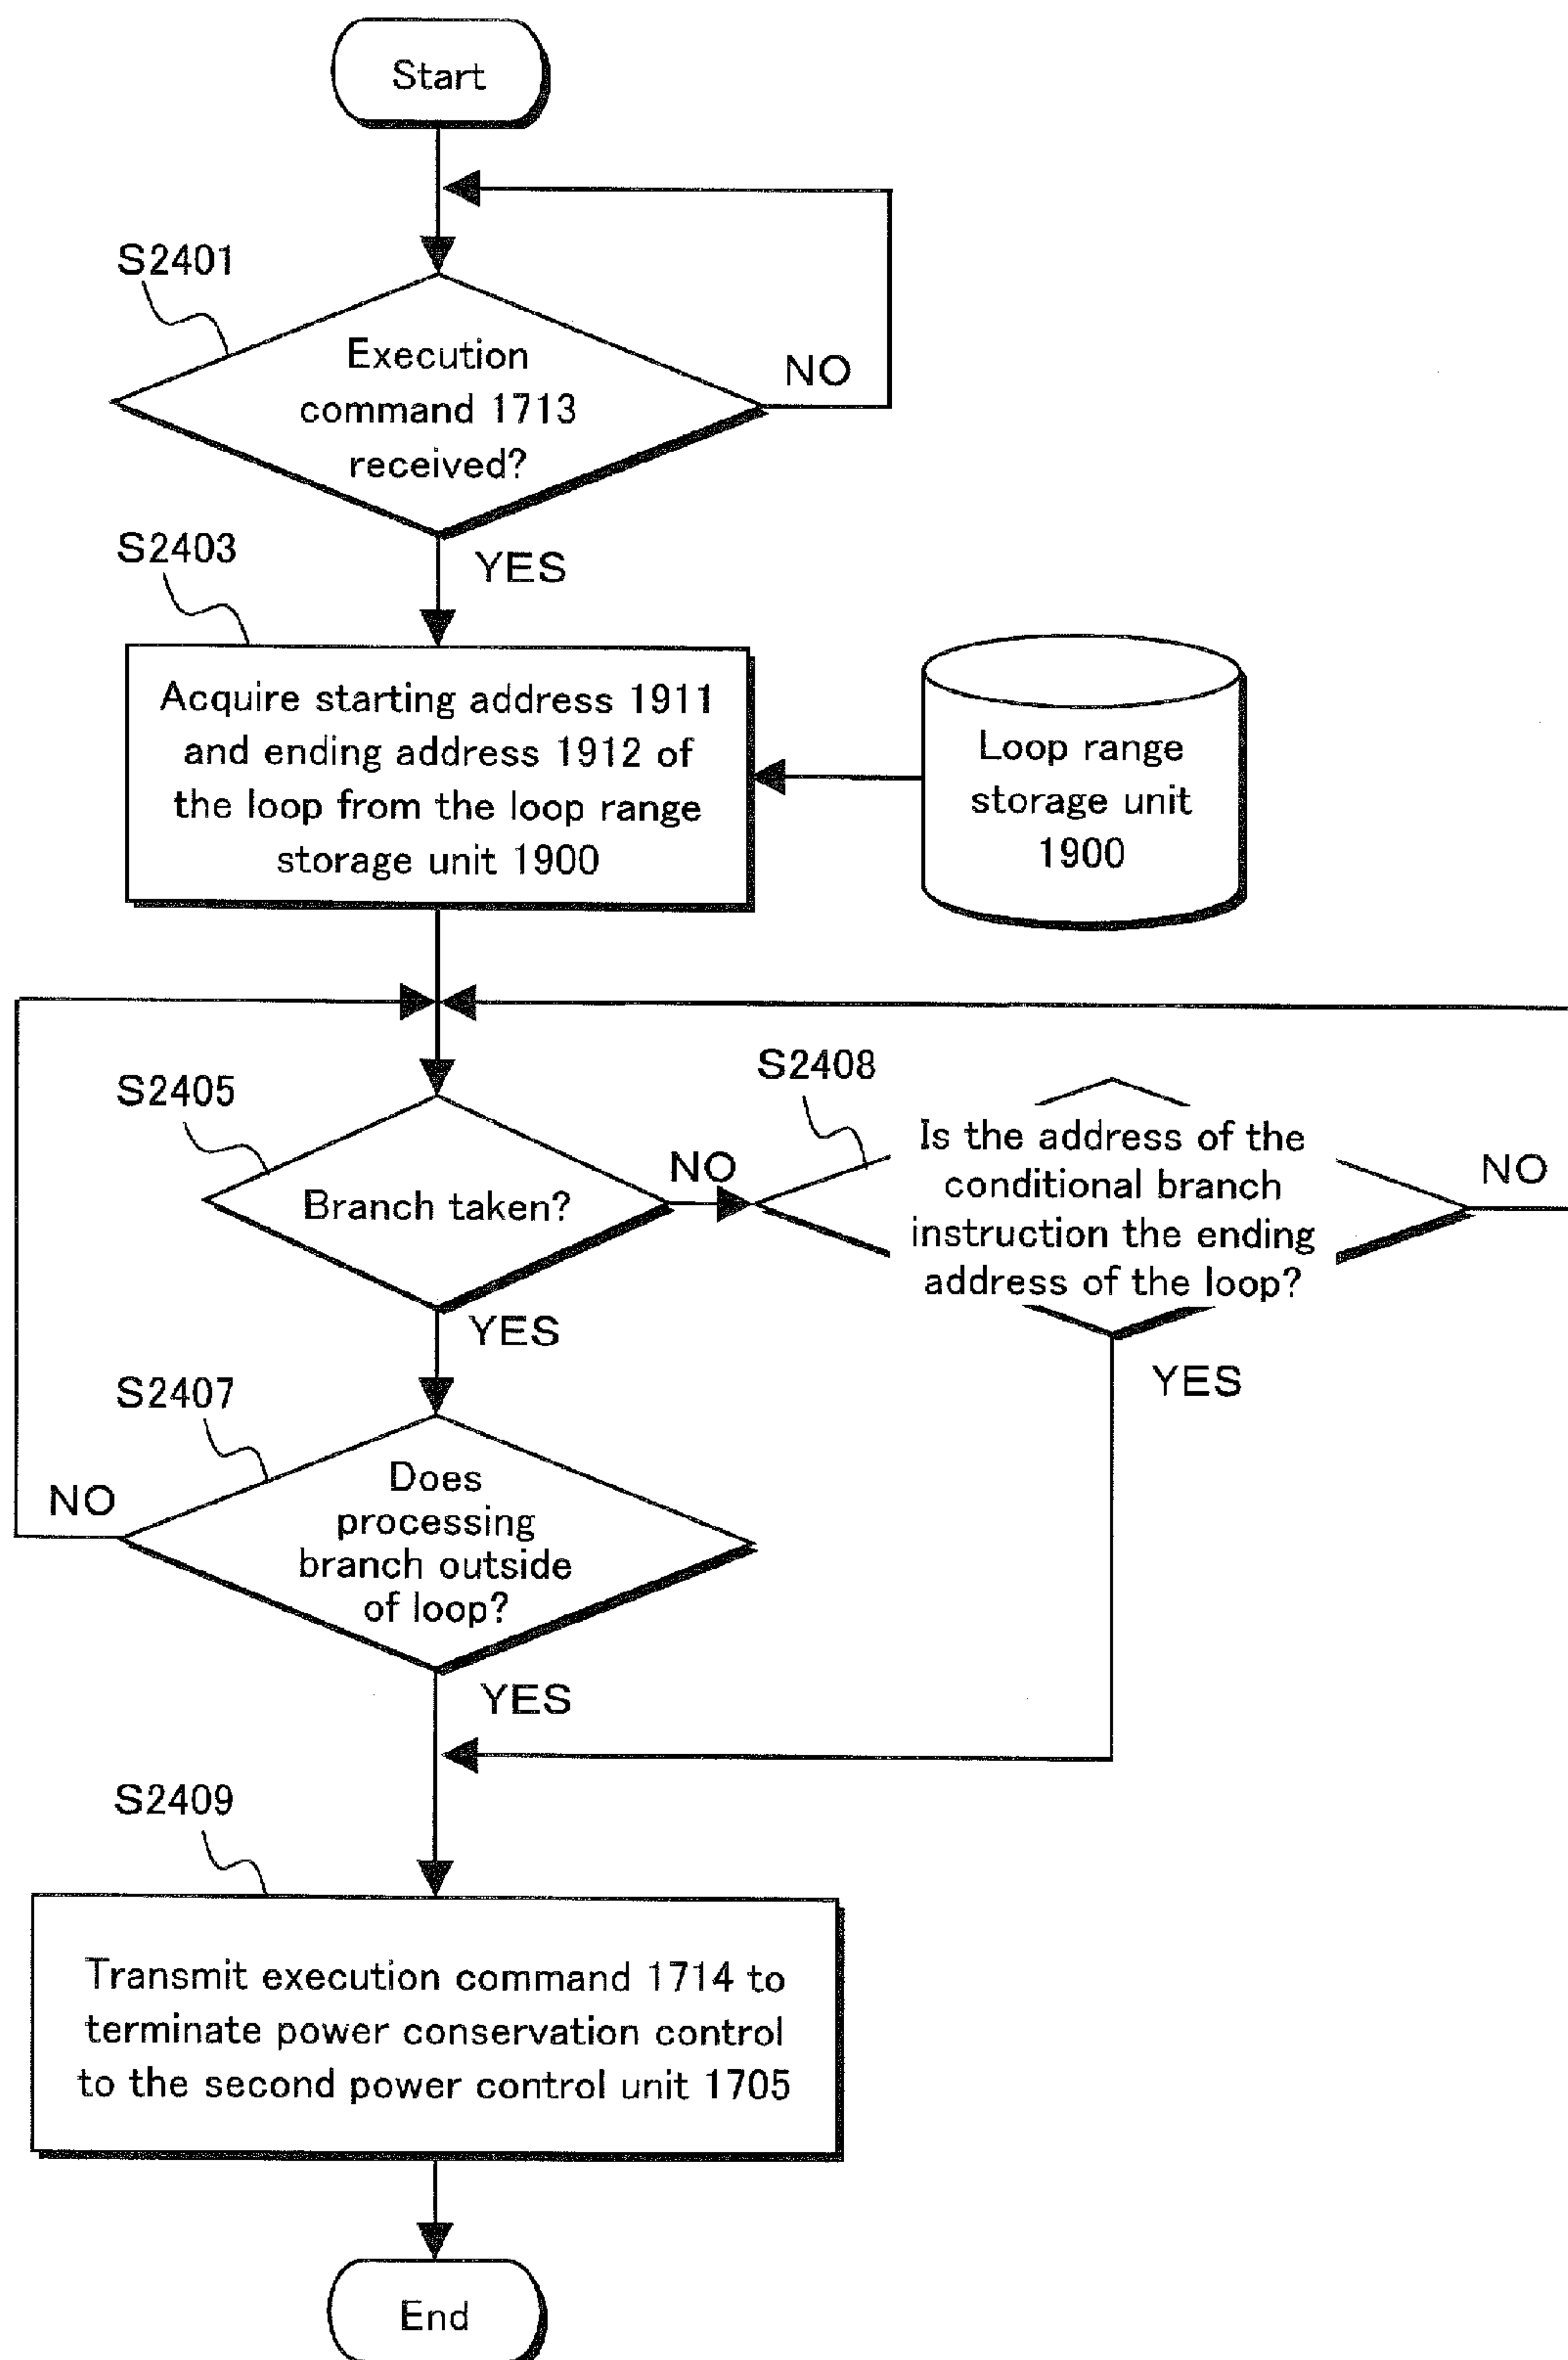 Start
S2401
Execution
command 1713
received?
NO
YES
S2403
Acquire starting address 1911
and ending address 1912 of
the loop from the loop range
storage unit 1900
Loop range
storage unit
1900
S2405
Branch taken?
NO
YES
S2408
Is the address of the
conditional branch
instruction the ending
address of the loop?
NO
YES
S2407
Does
processing
branch outside
of loop?
NO
YES
S2409
Transmit execution command 1714 to
terminate power conservation control
to the second power control unit 1705
End